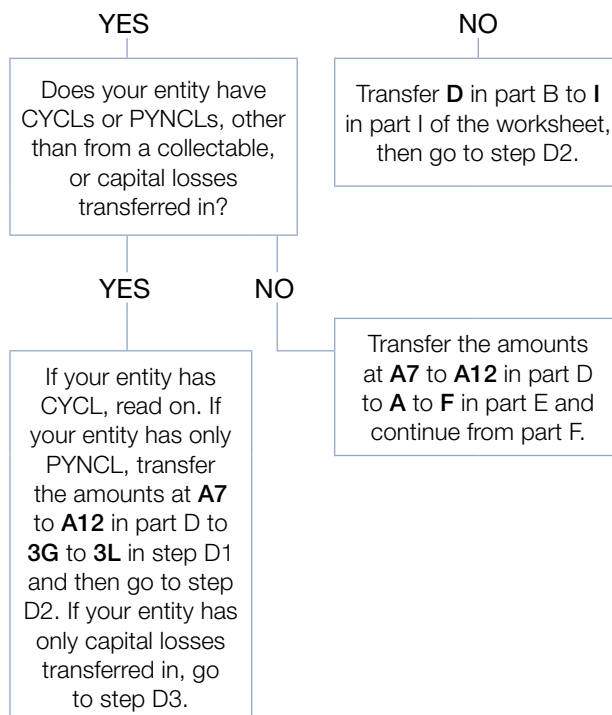 YES
Does your entity have
CYCLs or PYNCLs, other
than from a collectable,
or capital losses
transferred in?
NO
Transfer D in part B to I
in part I of the worksheet,
then go to step D2.
YES
If your entity has
CYCL, read on. If
your entity has only
PYNCL, transfer
the amounts at A7
to A12 in part D to
3G to 3L in step D1
and then go to step
D2. If your entity has
only capital losses
transferred in, go
to step D3.
NO
Transfer the amounts
at A7 to A12 in part D
to A to F in part E and
continue from part F.